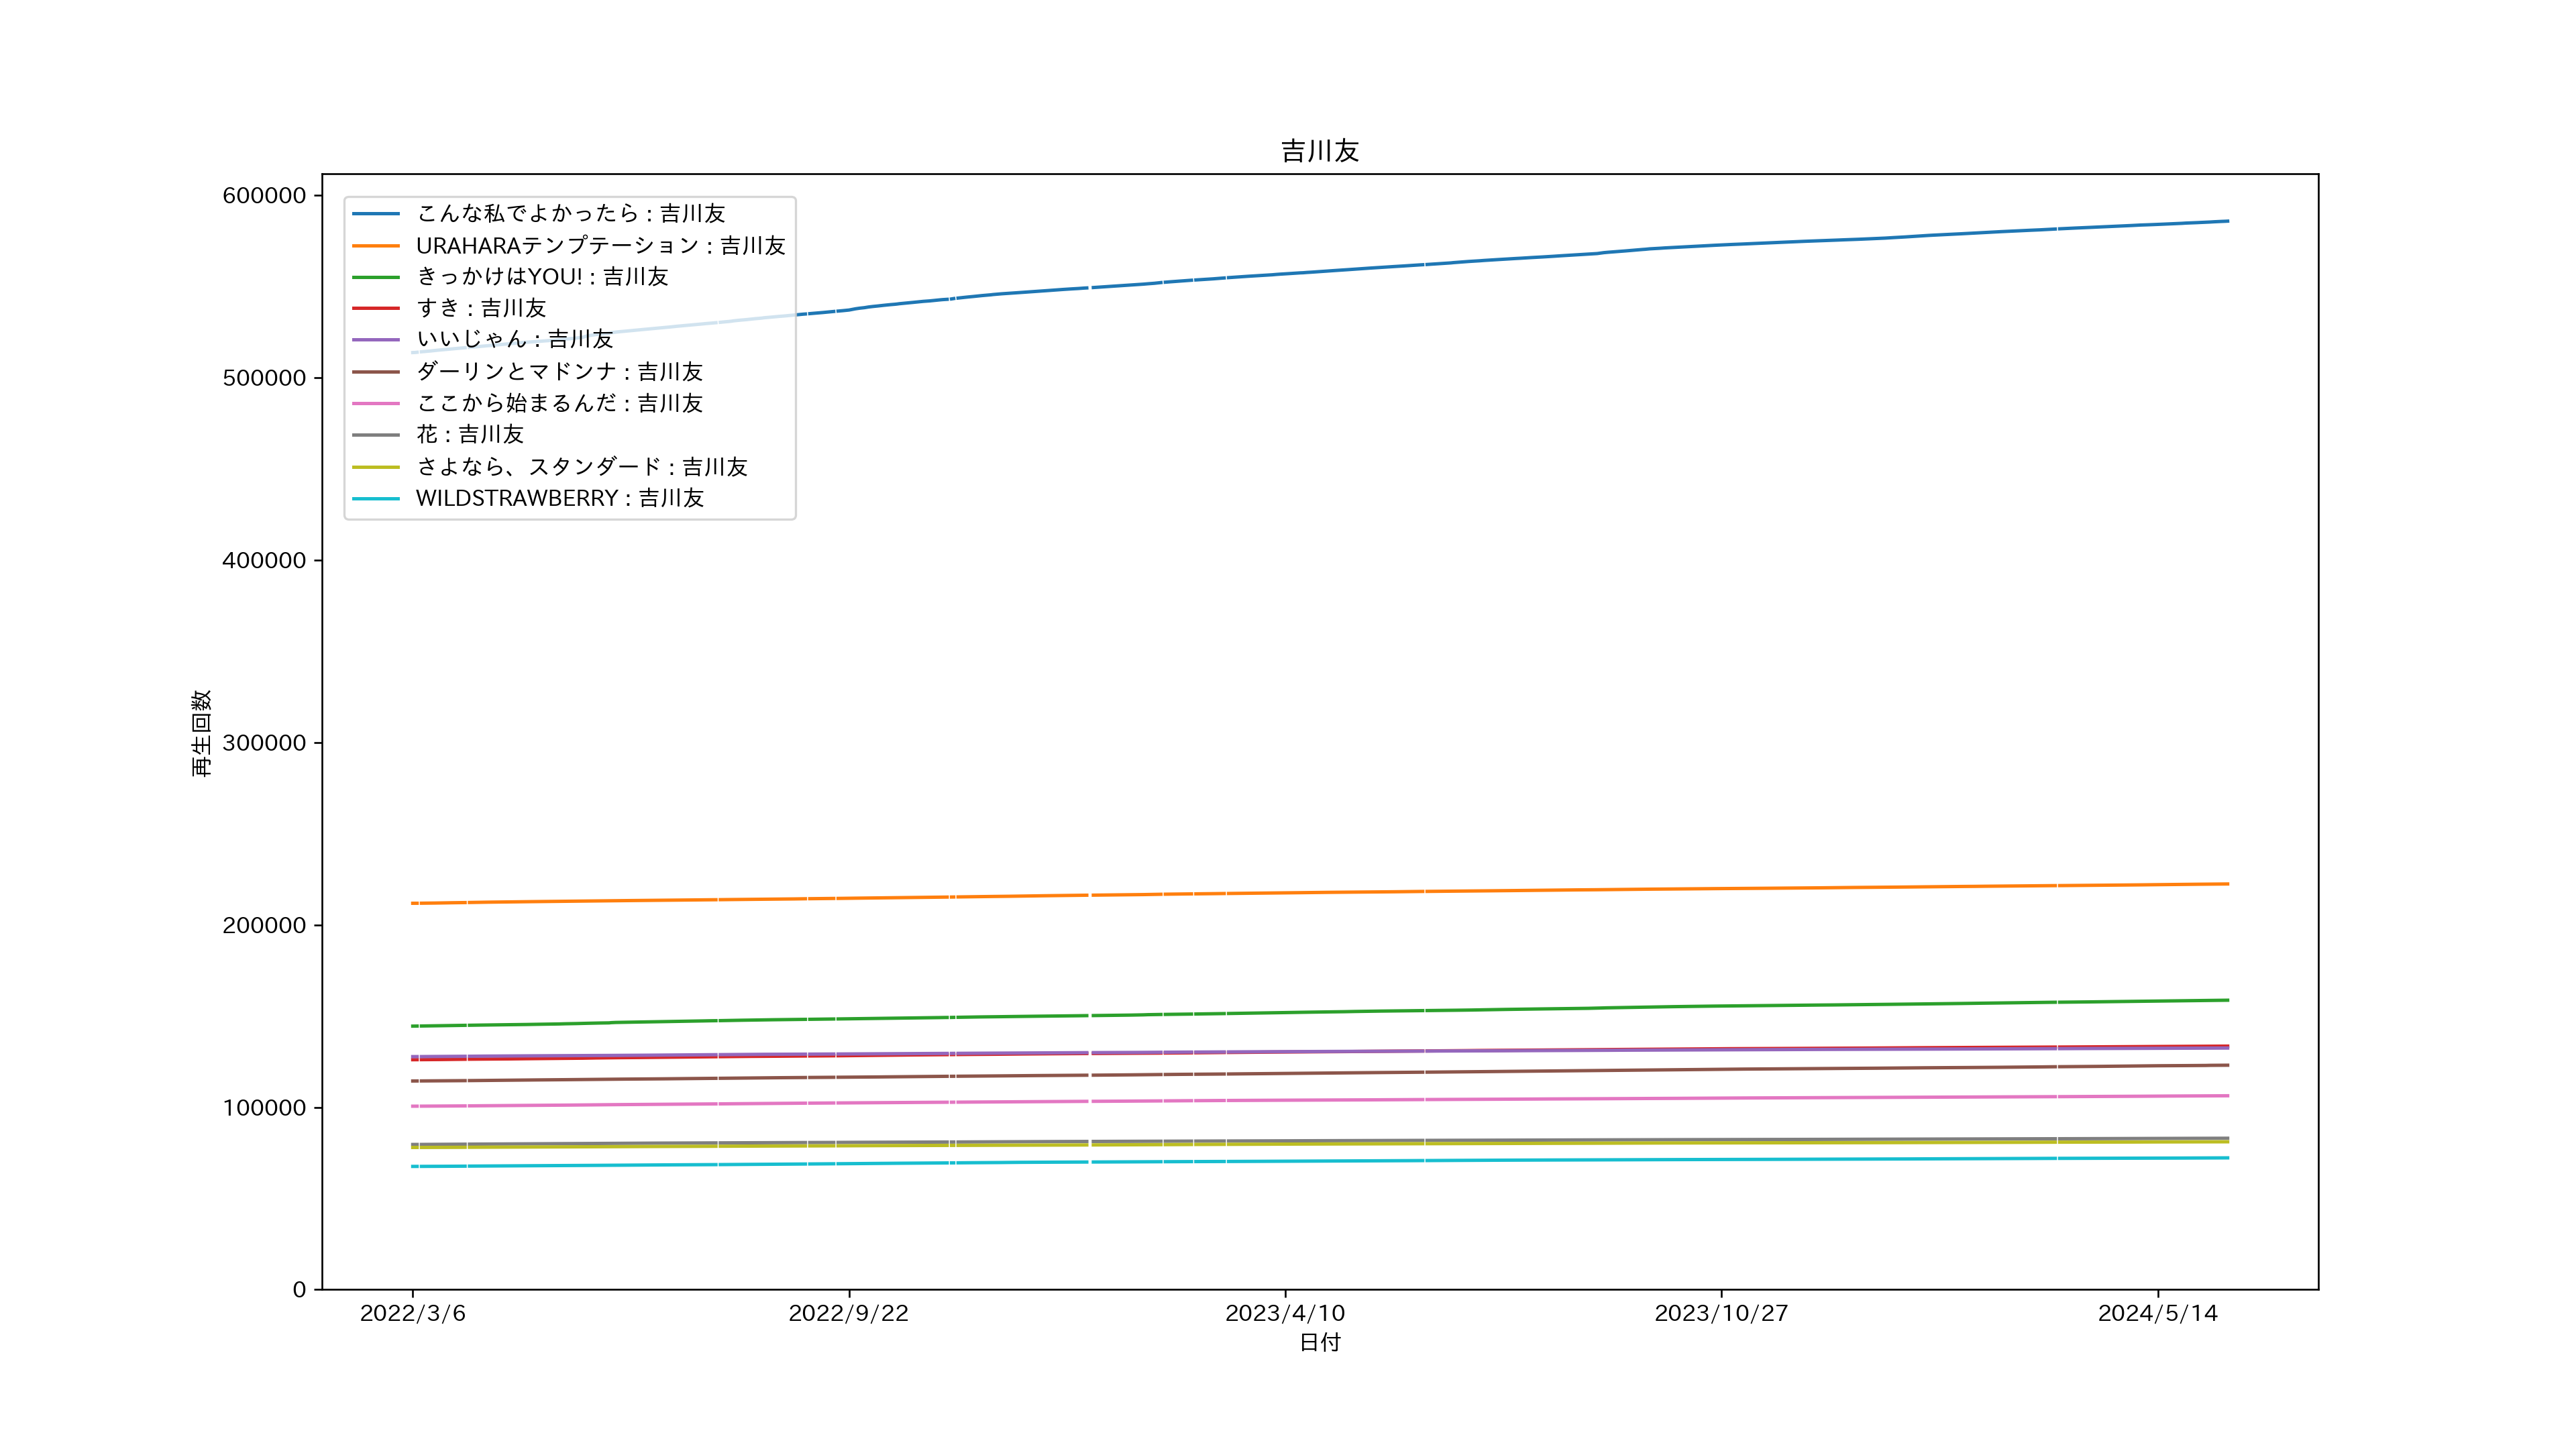 吉川友
600000
500000
400000
300000
200000
100000
0
再生回数
こんな私でよかったら : 吉川友
URAHARAテンプテーション : 吉川友
きっかけはYOU! : 吉川友
すき : 吉川友
いいじゃん : 吉川友
ダーリンとマドンナ : 吉川友
ここから始まるんだ : 吉川友
花 : 吉川友
さよなら、スタンダード : 吉川友
WILDSTRAWBERRY : 吉川友
2022/3/6
2022/9/22
2023/4/10
2023/10/27
2024/5/14
日付